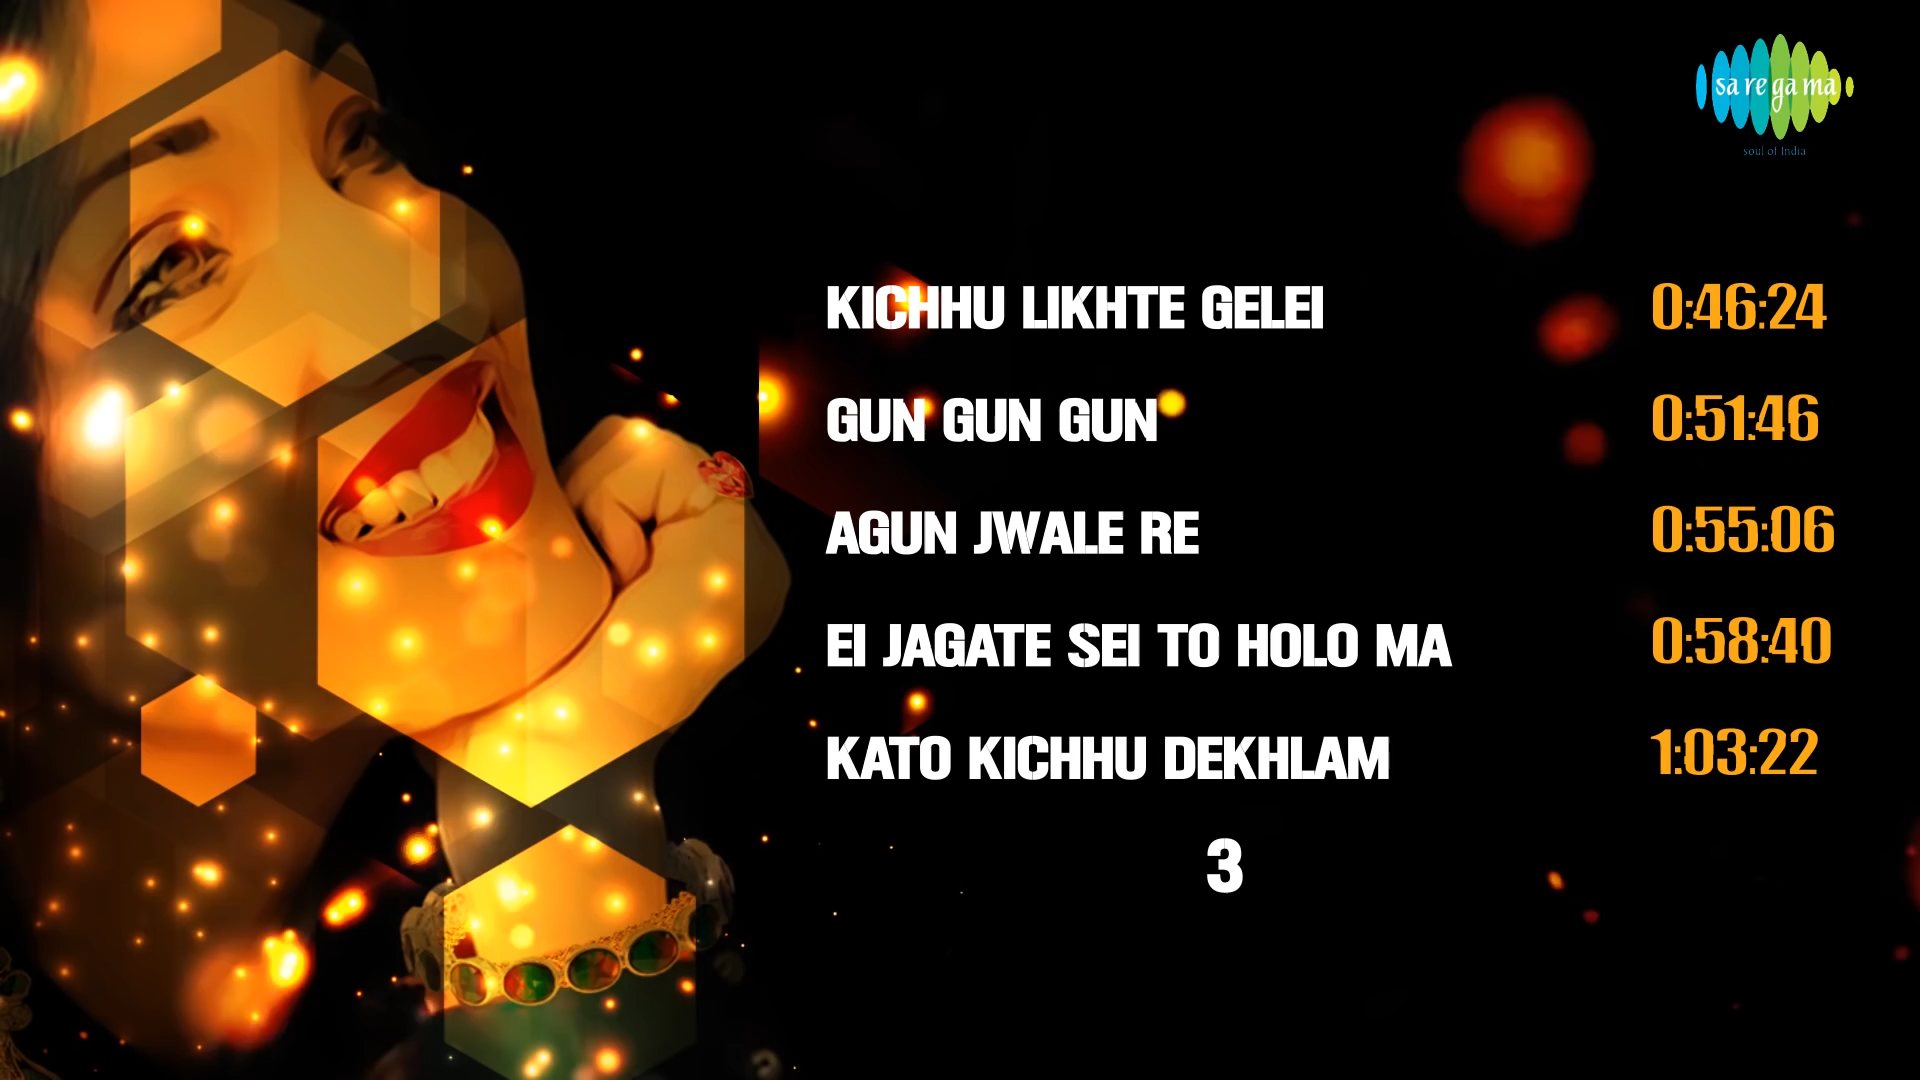 sa re ga ma
soul of India
KICHHU LIKHTE GELEI 0:46:24
GUN GUN GUN 0:51:46
AGUN JWALE RE 0:55:06
EI JAGATE SEI TO HOLO MA 0:58:40
KATO KICHHU DEKHLAM 1:03:22
3